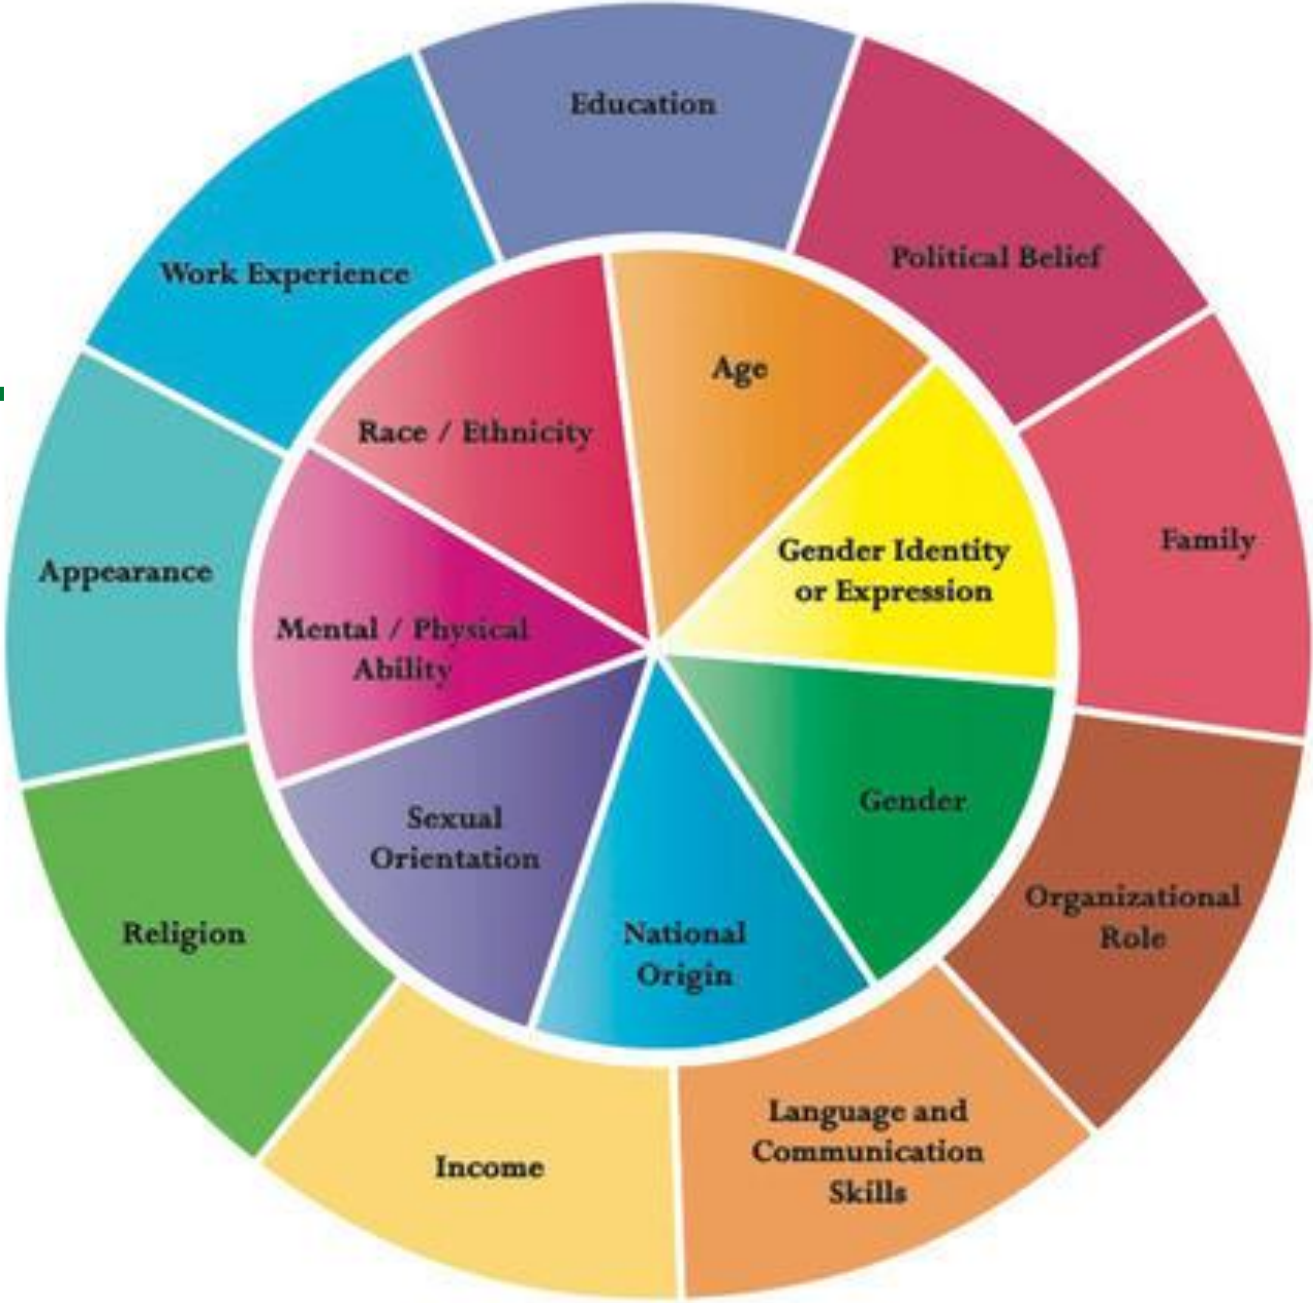 Education
Political Belief
Family
Organizational
Role
Language and
Communication
Skills
Income
Religion
Appearance
Work Experience
Age
Gender Identity
or Expression
Gender
National
Origin
Sexual
Orientation
Mental / Physical
Ability
Race / Ethnicity